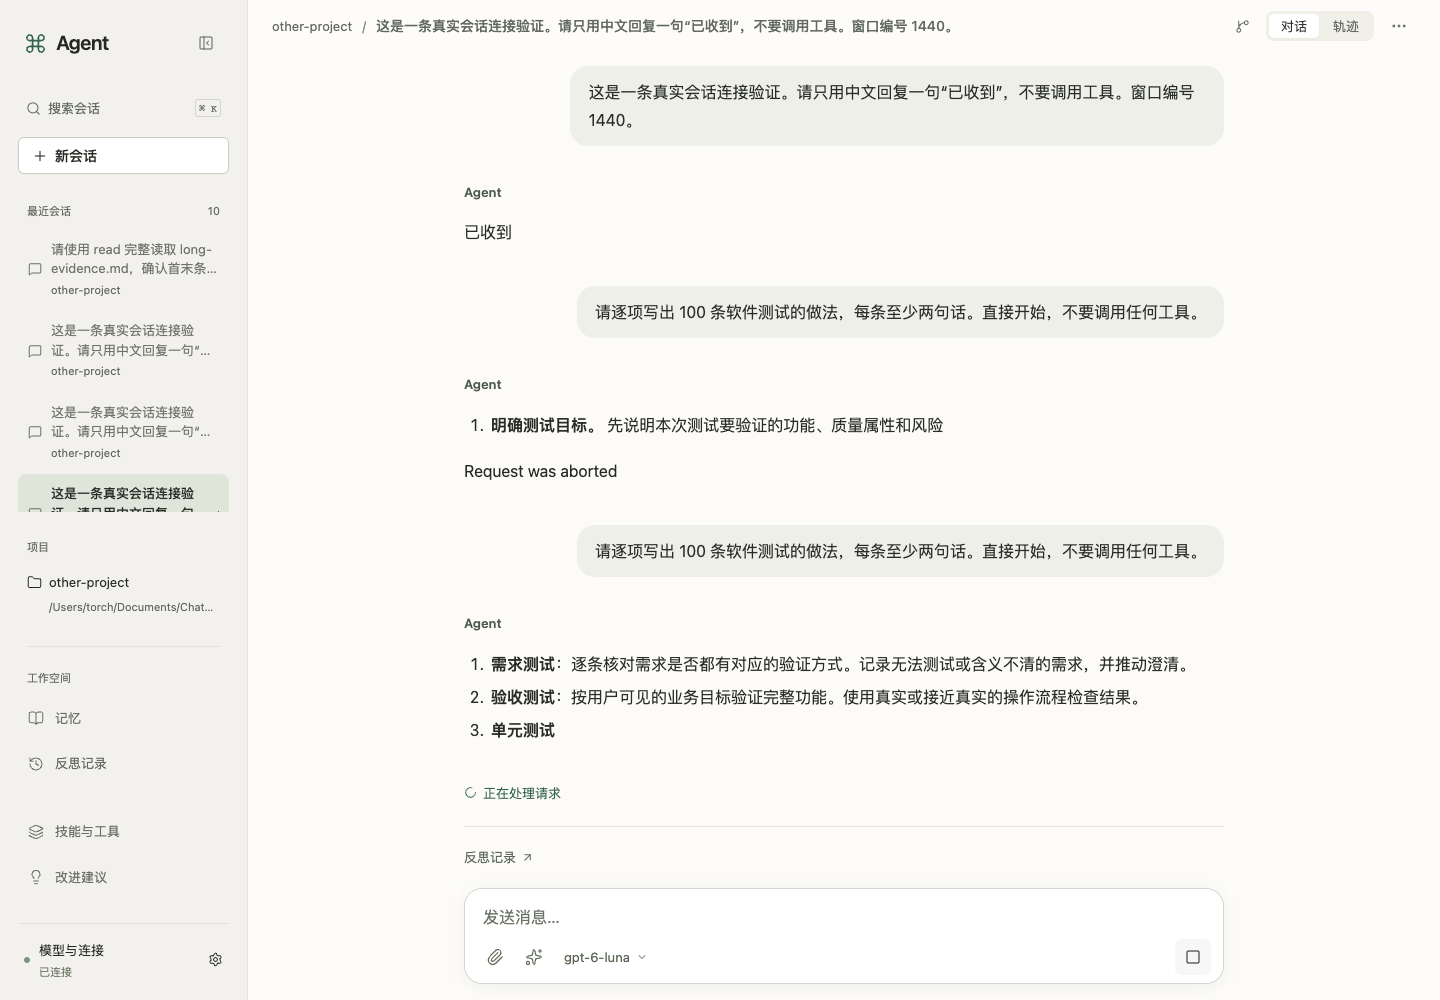 Agent
搜索会话
⌘ K
新会话
最近会话 10
请使用 read 完整读取 long-
evidence.md，确认首末条...
other-project
这是一条真实会话连接验
证。请只用中文回复一句“...
other-project
这是一条真实会话连接验
证。请只用中文回复一句“...
other-project
这是一条真实会话连接验
项目
other-project
/Users/torch/Documents/Chat...
工作空间
记忆
反思记录
技能与工具
改进建议
模型与连接
已连接
other-project / 这是一条真实会话连接验证。请只用中文回复一句“已收到”，不要调用工具。窗口编号 1440。
对话 轨迹
这是一条真实会话连接验证。请只用中文回复一句“已收到”，不要调用工具。窗口编号
1440。
Agent
已收到
请逐项写出 100 条软件测试的做法，每条至少两句话。直接开始，不要调用任何工具。
Agent
1. 明确测试目标。 先说明本次测试要验证的功能、质量属性和风险
Request was aborted
请逐项写出 100 条软件测试的做法，每条至少两句话。直接开始，不要调用任何工具。
Agent
1. 需求测试：逐条核对需求是否都有对应的验证方式。记录无法测试或含义不清的需求，并推动澄清。
2. 验收测试：按用户可见的业务目标验证完整功能。使用真实或接近真实的操作流程检查结果。
3. 单元测试
正在处理请求
反思记录
发送消息...
gpt-6-luna